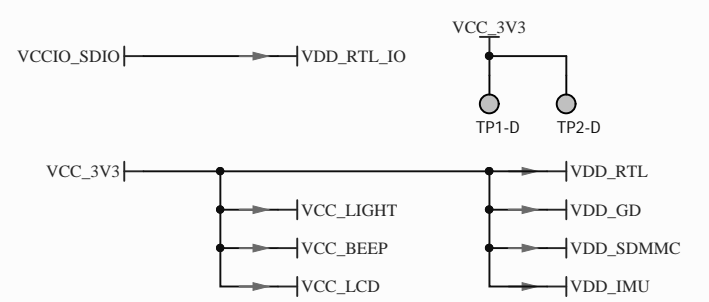 VCC_3V3
VCCIO_SDIO VDD_RTL_IO
TP1-D TP2-D
VCC_3V3 VDD_RTL
VCC_LIGHT VDD_GD
VCC_BEEP VDD_SDMMC
VCC_LCD VDD_IMU